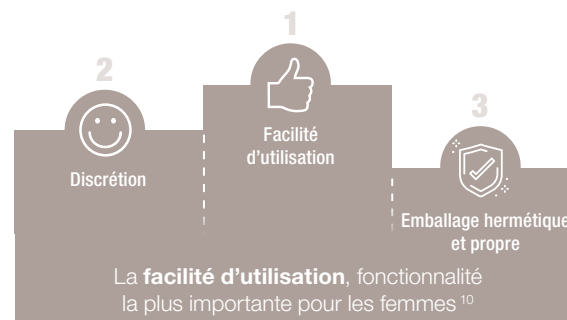 1
2
3
Facilité
d'utilisation
Discrétion
Emballage hermétique
et propre
La facilité d'utilisation, fonctionnalité
la plus importante pour les femmes 10